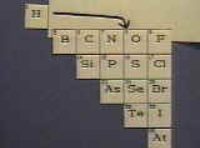 H
B C N O F
Si P S Cl
As Se Br
Te I
At